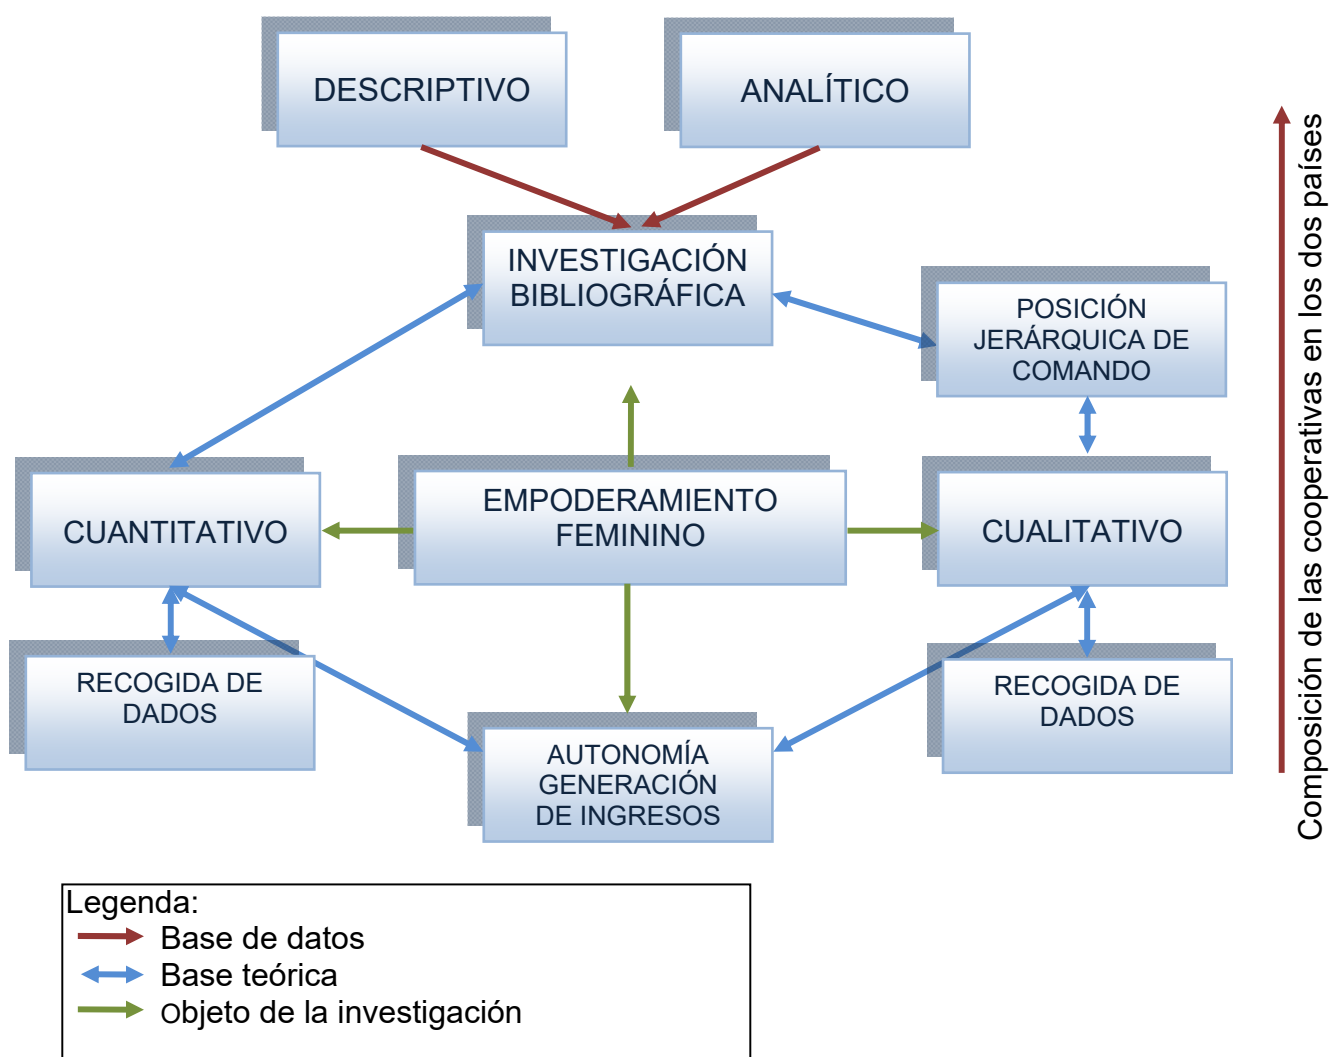 DESCRIPTIVO
ANALÍTICO
INVESTIGACIÓN
BIBLIOGRÁFICA
POSICIÓN
JERÁRQUICA DE
COMANDO
CUANTITATIVO
EMPODERAMIENTO
FEMININO
CUALITATIVO
RECOGIDA DE
DADOS
AUTONOMÍA
GENERACIÓN
DE INGRESOS
RECOGIDA DE
DADOS
Composición de las cooperativas en los dos países
Legenda:
Base de datos
Base teórica
Objeto de la investigación